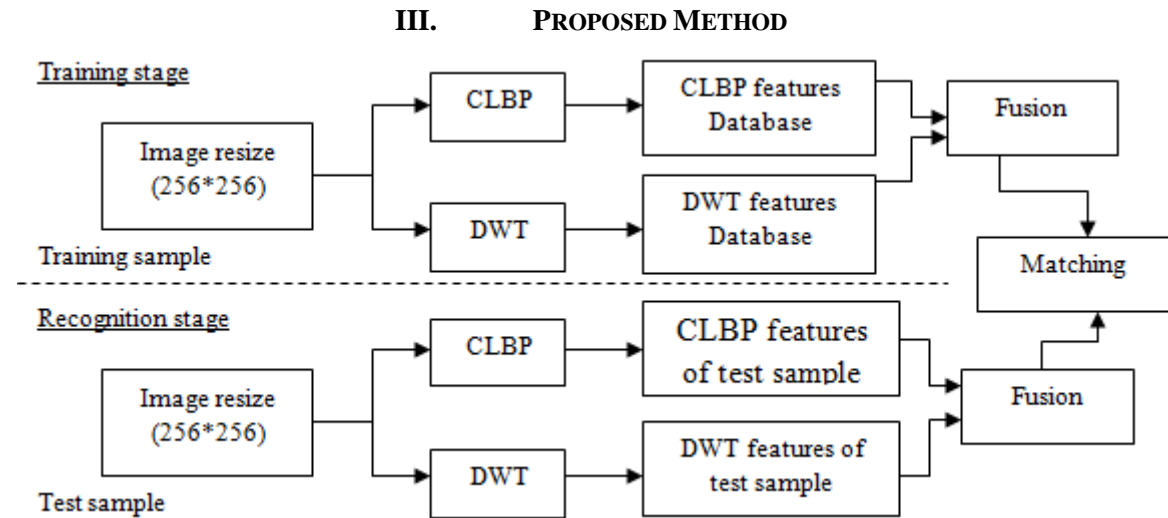 III. PROPOSED METHOD
Training stage
Image resize
(256*256)
Training sample
CLBP
DWT
CLBP features
Database
DWT features
Database
Fusion
Matching
Recognition stage
Image resize
(256*256)
Test sample
CLBP
DWT
CLBP features
of test sample
DWT features of
test sample
Fusion